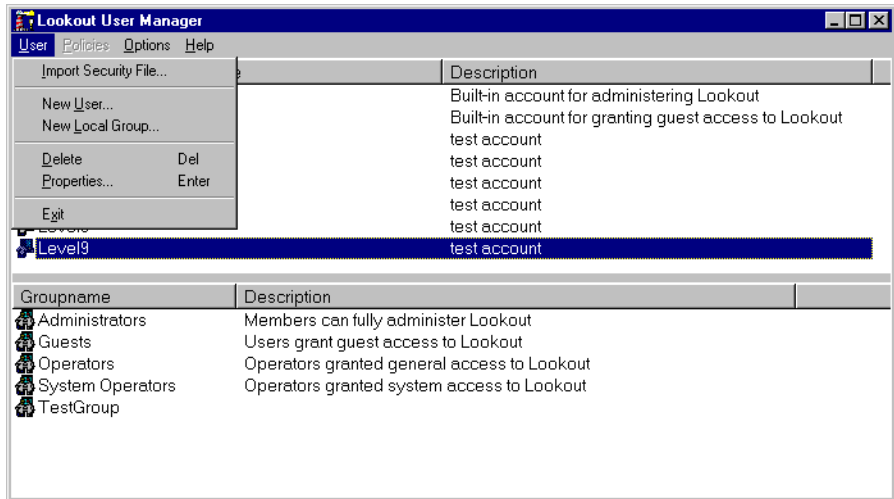 Lookout User Manager
User Policies Options Help
Import Security File...
New User...
New Local Group...
Delete Del
Properties... Enter
Exit
Description
Built-in account for administering Lookout
Built-in account for granting guest access to Lookout
test account
test account
test account
test account
test account
Level9 test account
Groupname Description
Administrators Members can fully administer Lookout
Guests Users grant guest access to Lookout
Operators Operators granted general access to Lookout
System Operators Operators granted system access to Lookout
TestGroup